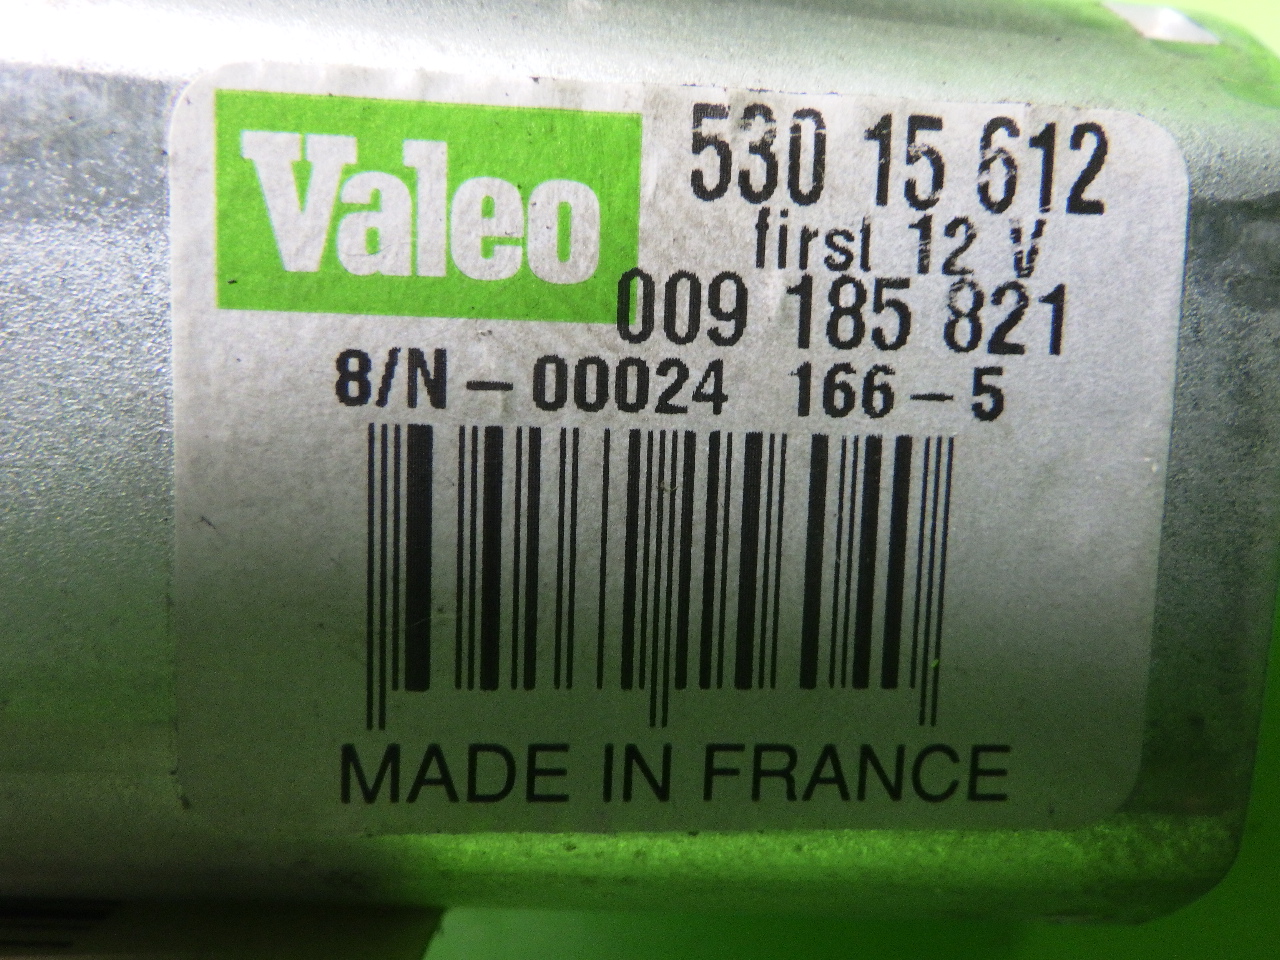 Valeo
530 15 612
first 12 V
009 185 821
8/N - 00024 166 - 5
MADE IN FRANCE